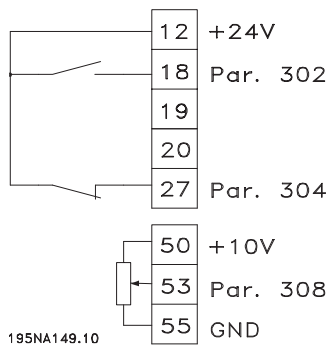 12 +24V
18 Par. 302
19
20
27 Par. 304
50 +10V
53 Par. 308
55 GND
195NA149.10